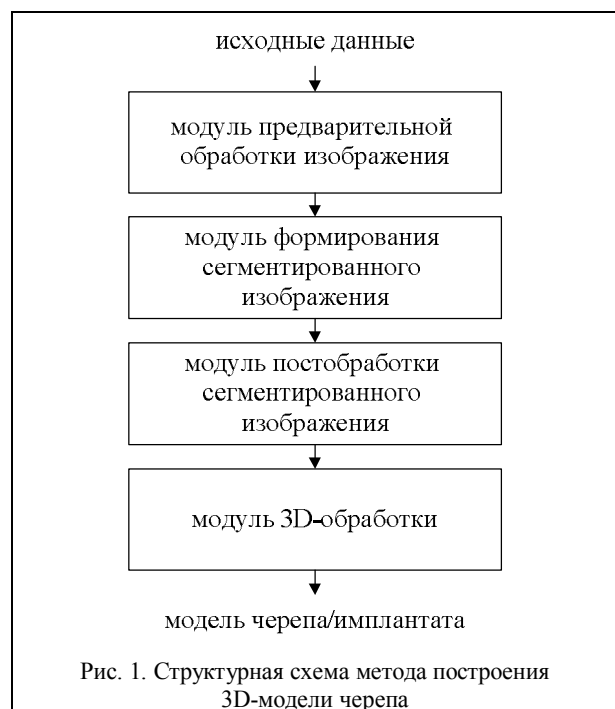 исходные данные
модуль предварительной
обработки изображения
модуль формирования
сегментированного
изображения
модуль постобработки
сегментированного
изображения
модуль 3D-обработки
модель черепа/имплантата
Рис. 1. Структурная схема метода построения
3D-модели черепа